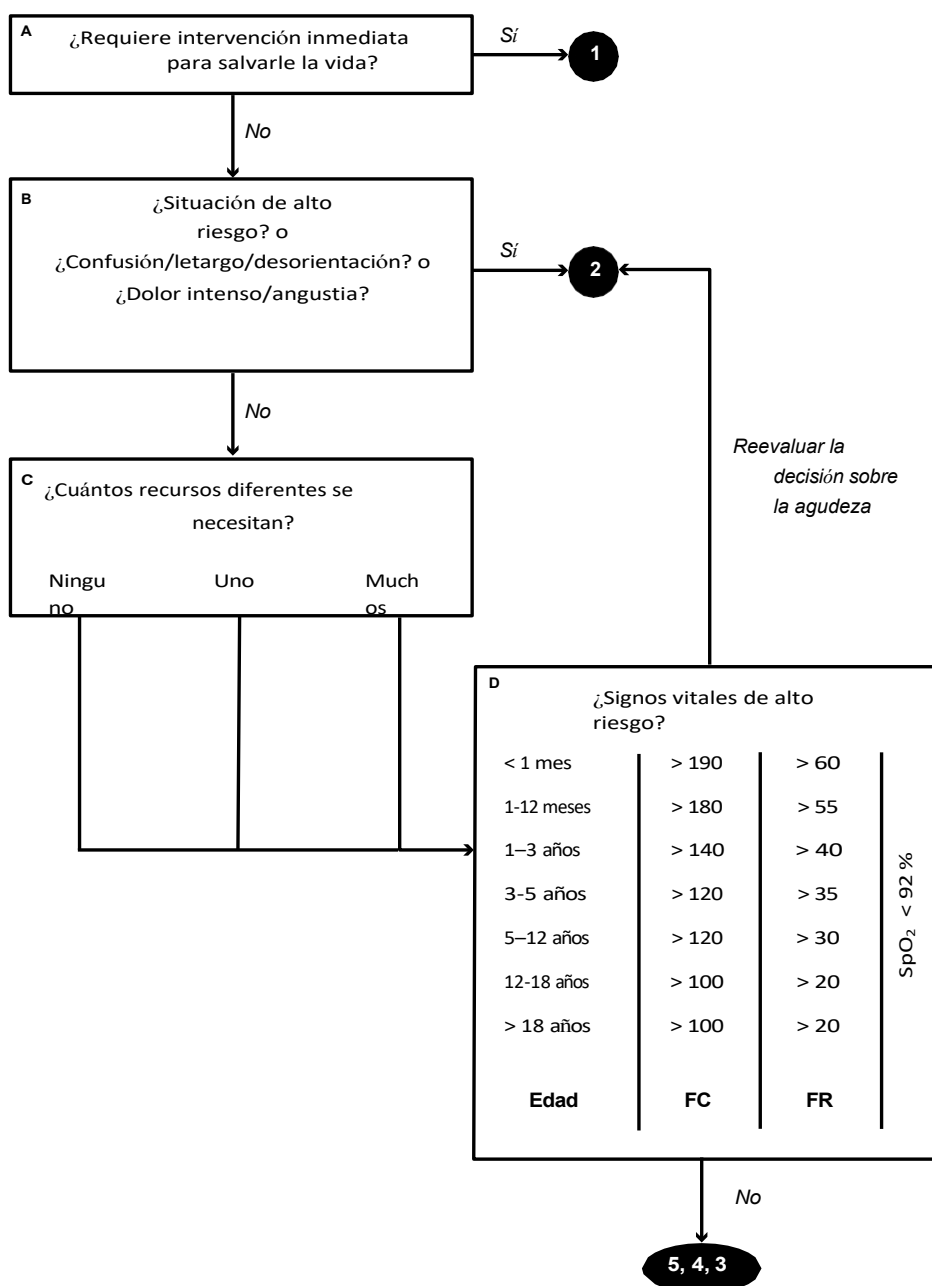 A
¿Requiere intervención inmediata
para salvarle la vida?
Sí
1
No
B
¿Situación de alto
riesgo? o
¿Confusión/letargo/desorientación? o
¿Dolor intenso/angustia?
Sí
2
No
Reevaluar la
decisión sobre
la agudeza
C
¿Cuántos recursos diferentes se
necesitan?
Ningu
no
Uno
Much
os
D
¿Signos vitales de alto
riesgo?
< 1 mes > 190 > 60
1-12 meses > 180 > 55
1–3 años > 140 > 40
3-5 años > 120 > 35
5–12 años > 120 > 30
12-18 años > 100 > 20
> 18 años > 100 > 20
Edad FC FR
SpO₂ < 92 %
No
5, 4, 3